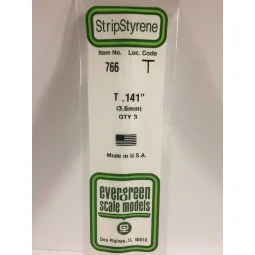 StripStyrene
Item No. Loc. Code
766 T
T .141"
(3.6mm)
QTY 3
Made in U.S.A.
evergreen
scale models
Des Plaines, IL 60018